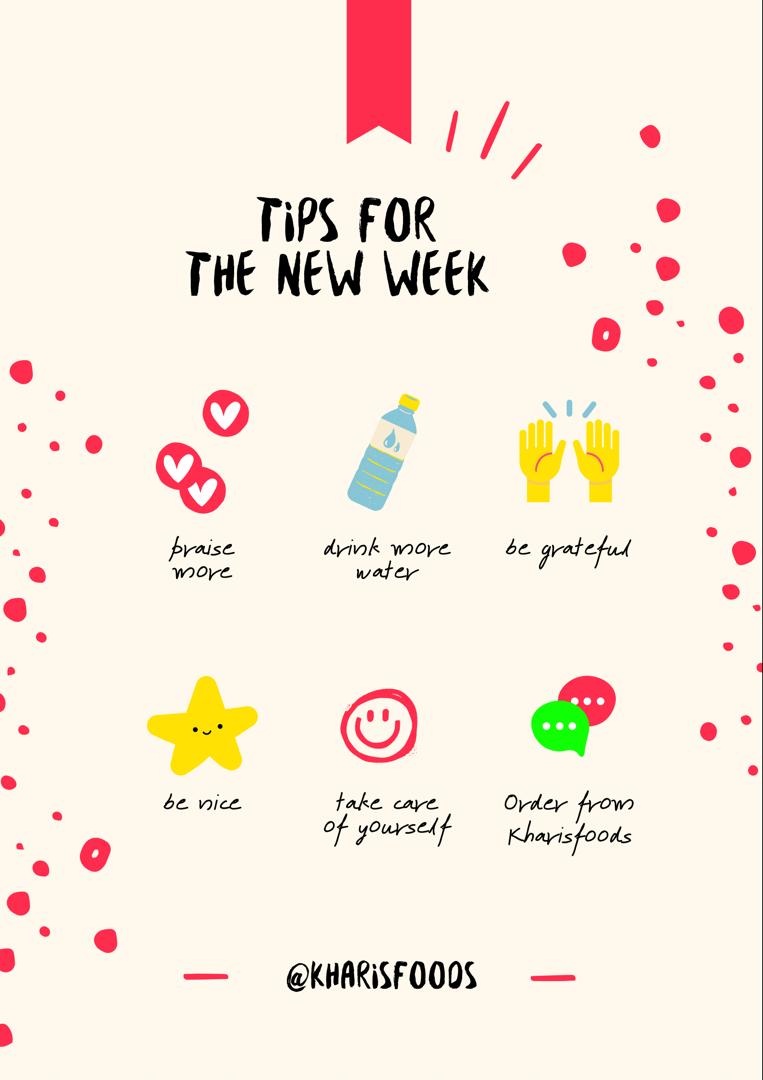 TiPS FOR
THE NEW WEEK
praise
more
drink more
water
be grateful
be nice
take care
of yourself
Order from
Kharisfoods
@KHARiSFOODS